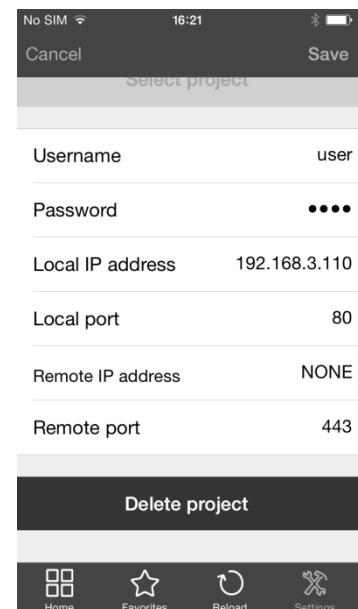 No SIM 16:21
Cancel Save
Select project
Username user
Password ••••
Local IP address 192.168.3.110
Local port 80
Remote IP address NONE
Remote port 443
Delete project
Home Favorites Reload Settings